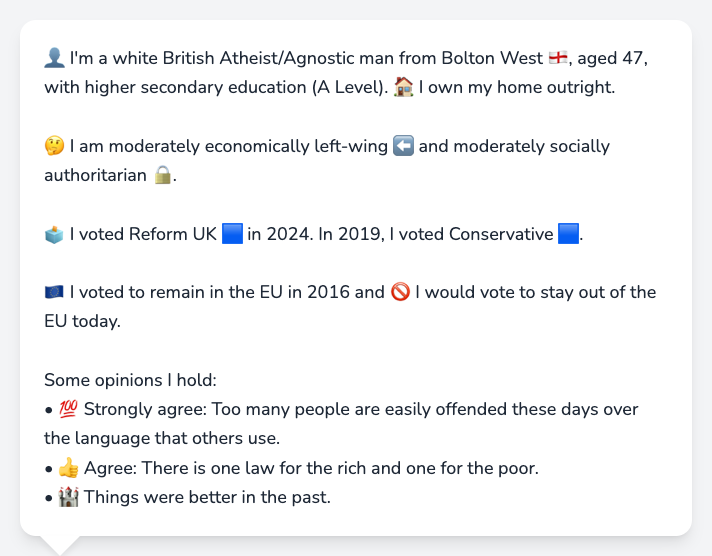 👤 I'm a white British Atheist/Agnostic man from Bolton West 🏴󠁧󠁢󠁥󠁮󠁧󠁿, aged 47,
with higher secondary education (A Level). 🏠 I own my home outright.
🤔 I am moderately economically left-wing ⬅️ and moderately socially
authoritarian 🔒.
🗳️ I voted Reform UK 🟦 in 2024. In 2019, I voted Conservative 🟦.
🇪🇺 I voted to remain in the EU in 2016 and 🚫 I would vote to stay out of the
EU today.
Some opinions I hold:
• 💯 Strongly agree: Too many people are easily offended these days over
the language that others use.
• 👍 Agree: There is one law for the rich and one for the poor.
• 🏰 Things were better in the past.